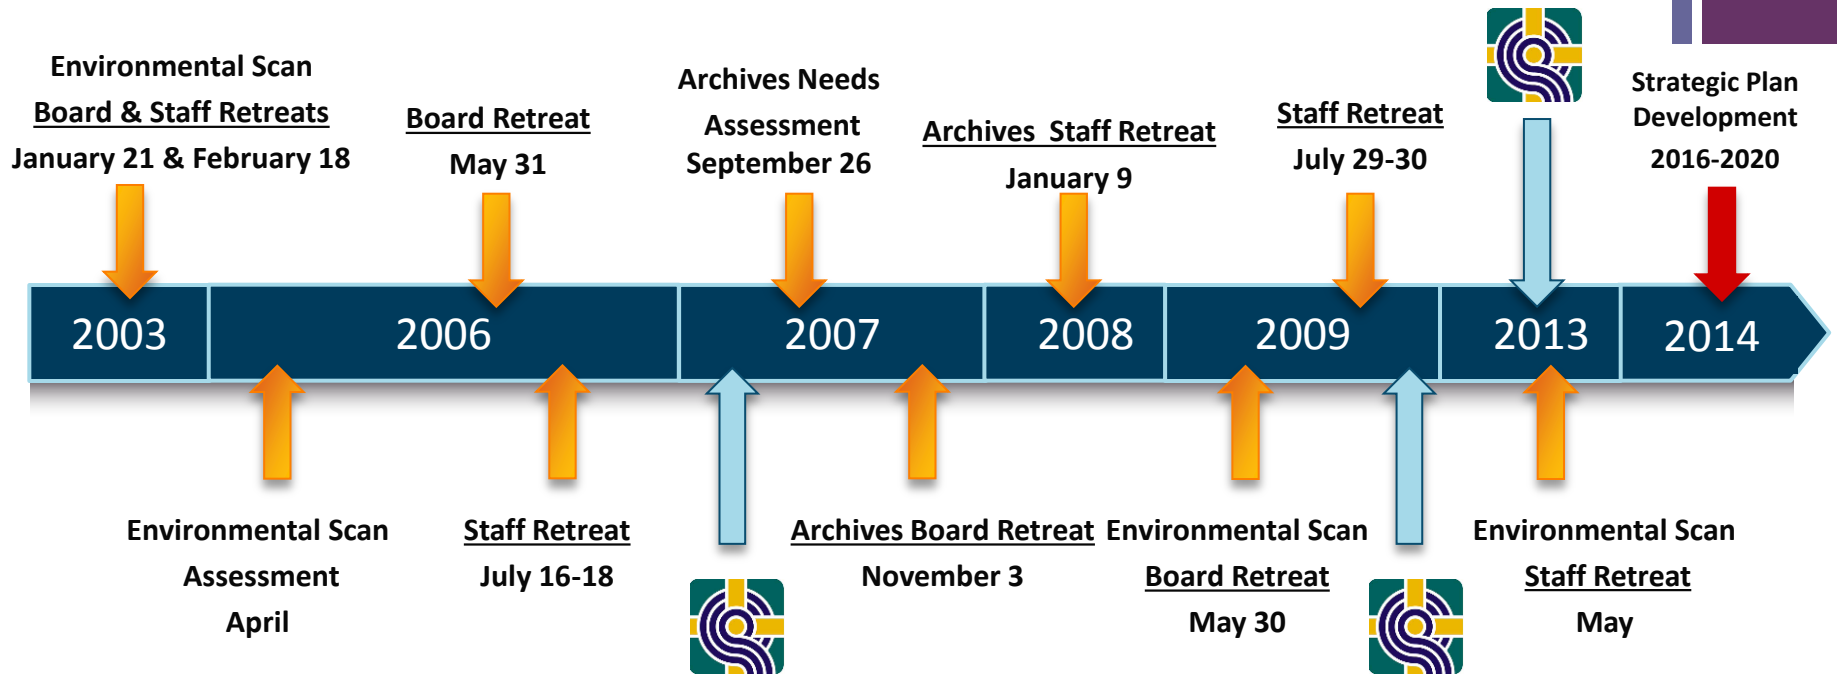 Environmental Scan
Board & Staff Retreats
January 21 & February 18
Board Retreat
May 31
Archives Needs
Assessment
September 26
Archives Staff Retreat
January 9
Staff Retreat
July 29-30
Strategic Plan
Development
2016-2020
2003
2006
2007
2008
2009
2013
2014
Environmental Scan
Assessment
April
Staff Retreat
July 16-18
Archives Board Retreat
November 3
Environmental Scan
Board Retreat
May 30
Environmental Scan
Staff Retreat
May